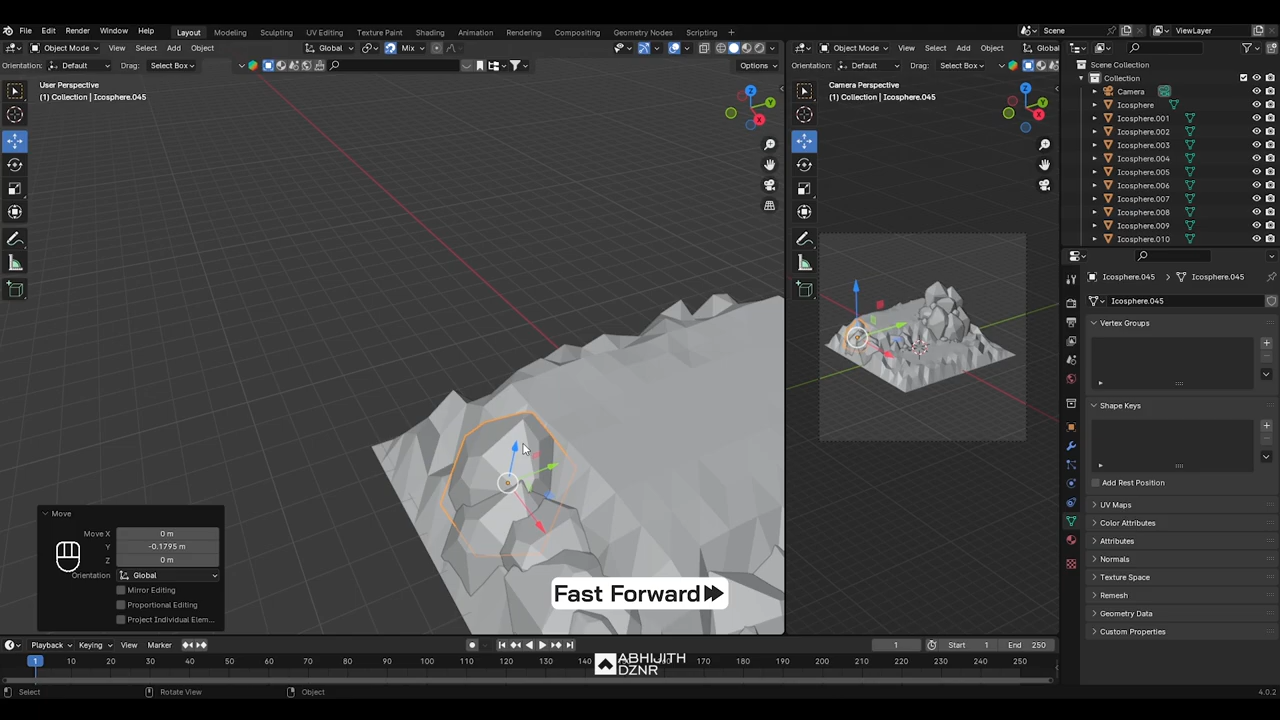 File Edit Render Window Help Layout Modeling Sculpting UV Editing Texture Paint Shading Animation Rendering Compositing Geometry Nodes Scripting + Scene ViewLayer
Object Mode View Select Add Object Global Mix
Orientation: Default Drag: Select Box Options
User Perspective
(1) Collection | Icosphere.045
Z
Y
X
Move
Move X 0 m
Y -0.1795 m
Z 0 m
Orientation Global
Mirror Editing
Proportional Editing
Project Individual Elem...
Fast Forward
Object Mode View Select Add Object Global
Orientation: Default Drag: Select Box
Camera Perspective
(1) Collection | Icosphere.045
Z
Y
X
Scene Collection
Collection
Camera
Icosphere
Icosphere.001
Icosphere.002
Icosphere.003
Icosphere.004
Icosphere.005
Icosphere.006
Icosphere.007
Icosphere.008
Icosphere.009
Icosphere.010
Icosphere.045 > Icosphere.045
Icosphere.045
Vertex Groups
Shape Keys
Add Rest Position
UV Maps
Color Attributes
Attributes
Normals
Texture Space
Remesh
Geometry Data
Custom Properties
Playback Keying View Marker 1 Start 1 End 250
1 10 20 30 40 50 60 70 80 90 100 110 120 130 140 150 160 170 180 190 200 210 220 230 240 250
ABHIJITH
DZNR
Select Rotate View Object 4.0.2